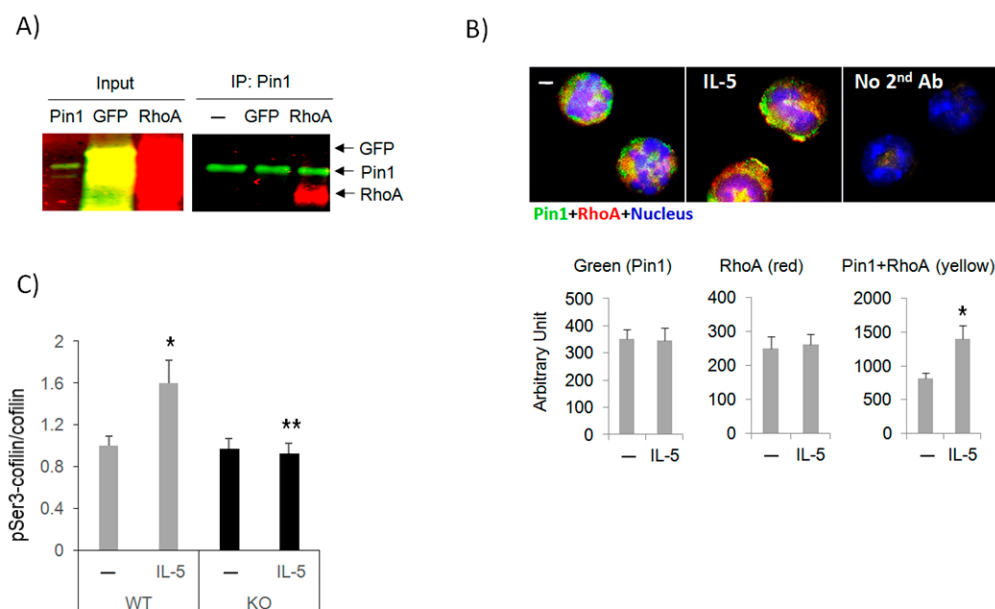 A)
Input
IP: Pin1
Pin1 GFP RhoA
– GFP RhoA
GFP
Pin1
RhoA
B)
–
IL-5
No 2nd Ab
Pin1+RhoA+Nucleus
Green (Pin1)
RhoA (red)
Pin1+RhoA (yellow)
Arbitrary Unit
500
400
300
200
100
0
– IL-5
400
300
200
100
0
– IL-5
2000
1500
1000
500
0
*
– IL-5
C)
pSer3-cofilin/cofilin
2
1.6
1.2
0.8
0.4
0
*
**
– IL-5 – IL-5
WT KO